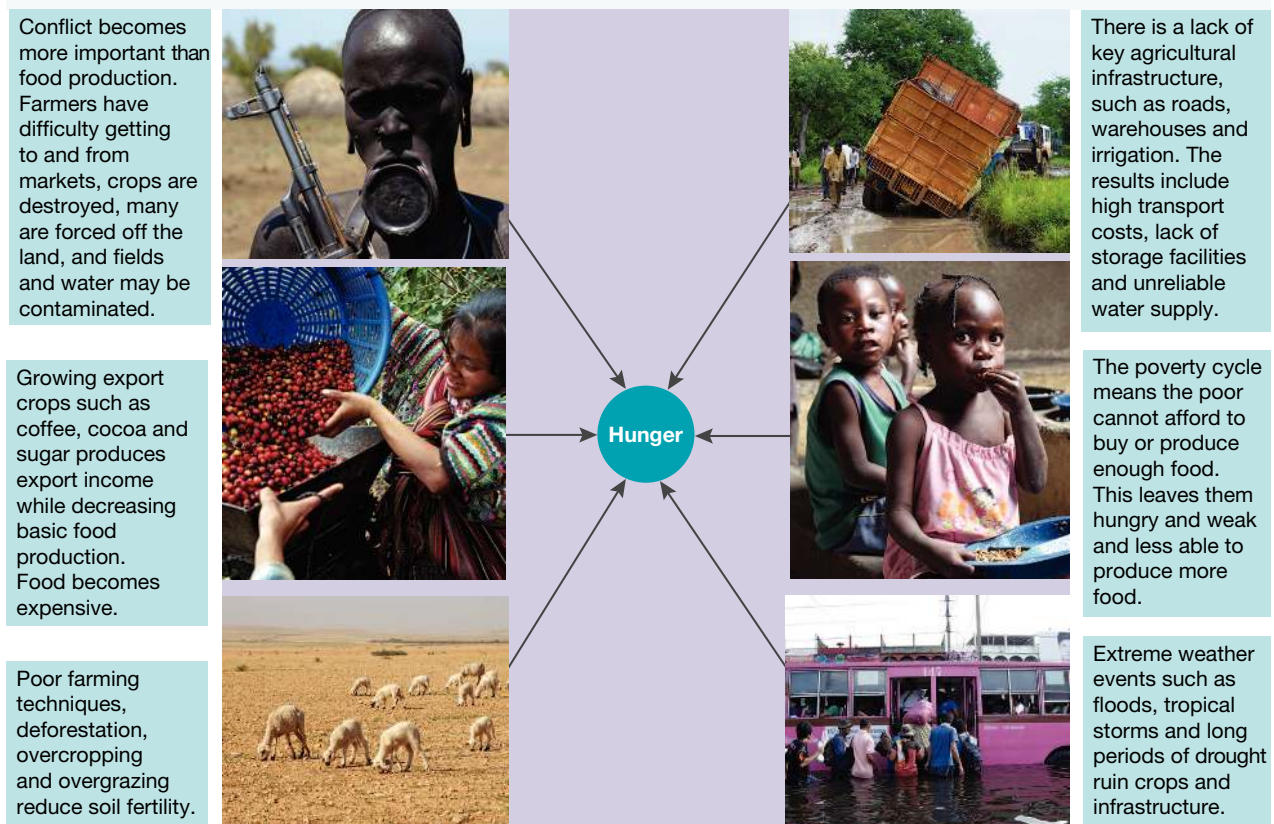 Conflict becomes
more important than
food production.
Farmers have
difficulty getting
to and from
markets, crops are
destroyed, many
are forced off the
land, and fields
and water may be
contaminated.
Growing export
crops such as
coffee, cocoa and
sugar produces
export income
while decreasing
basic food
production.
Food becomes
expensive.
Poor farming
techniques,
deforestation,
overcropping
and overgrazing
reduce soil fertility.
Hunger
There is a lack of
key agricultural
infrastructure,
such as roads,
warehouses and
irrigation. The
results include
high transport
costs, lack of
storage facilities
and unreliable
water supply.
The poverty cycle
means the poor
cannot afford to
buy or produce
enough food.
This leaves them
hungry and weak
and less able to
produce more
food.
Extreme weather
events such as
floods, tropical
storms and long
periods of drought
ruin crops and
infrastructure.